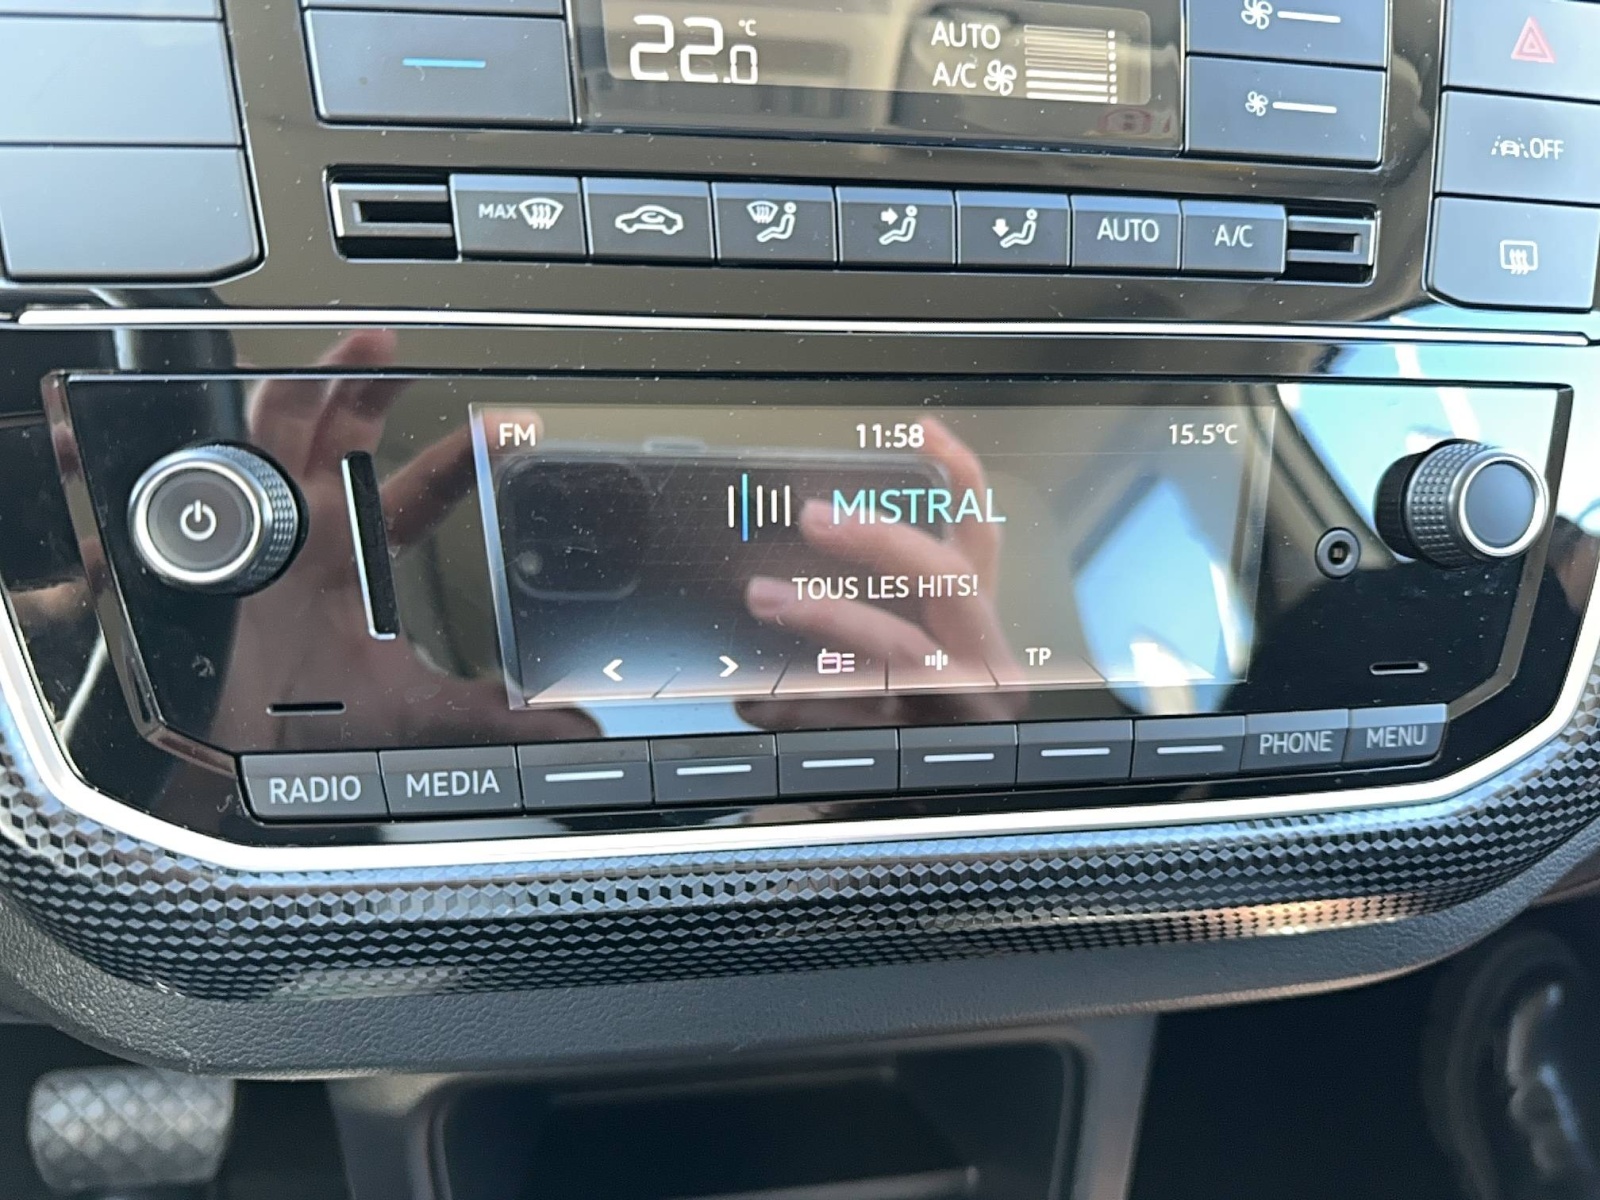 22.0 °C
AUTO
A/C
OFF
MAX
AUTO
A/C
FM
11:58
15.5°C
MISTRAL
TOUS LES HITS!
TP
RADIO
MEDIA
PHONE
MENU